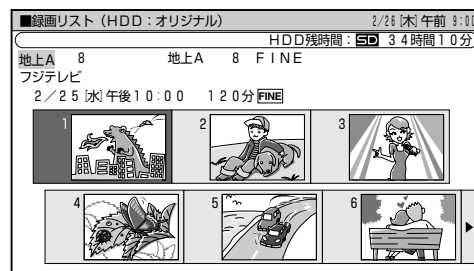 ■録画リスト（HDD：オリジナル） 2/26[木]午前 9:00
HDD残時間：SD 34時間10分
地上A 8 地上A 8 FINE
フジテレビ
2／25[水]午後10:00 120分 FINE
1 2 3
4 5 6